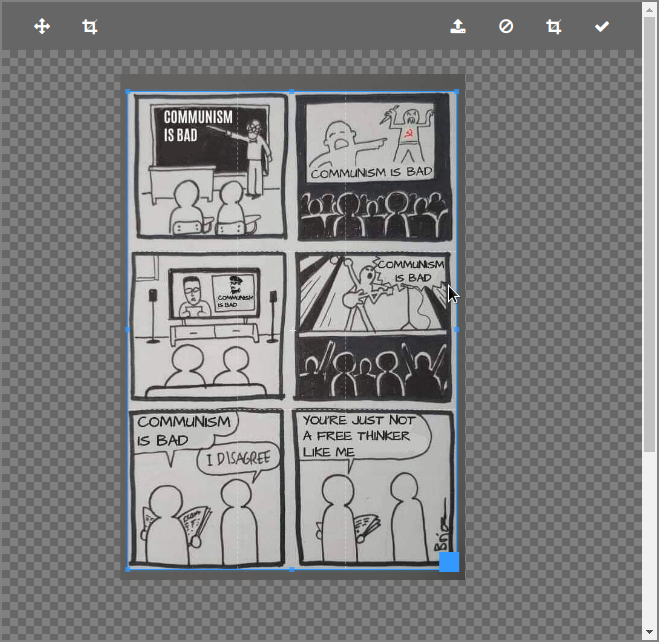 COMMUNISM
IS BAD
COMMUNISM IS BAD
COMMUNISM
IS BAD
COMMUNISM
IS BAD
COMMUNISM
IS BAD
I DISAGREE
YOU'RE JUST NOT
A FREE THINKER
LIKE ME